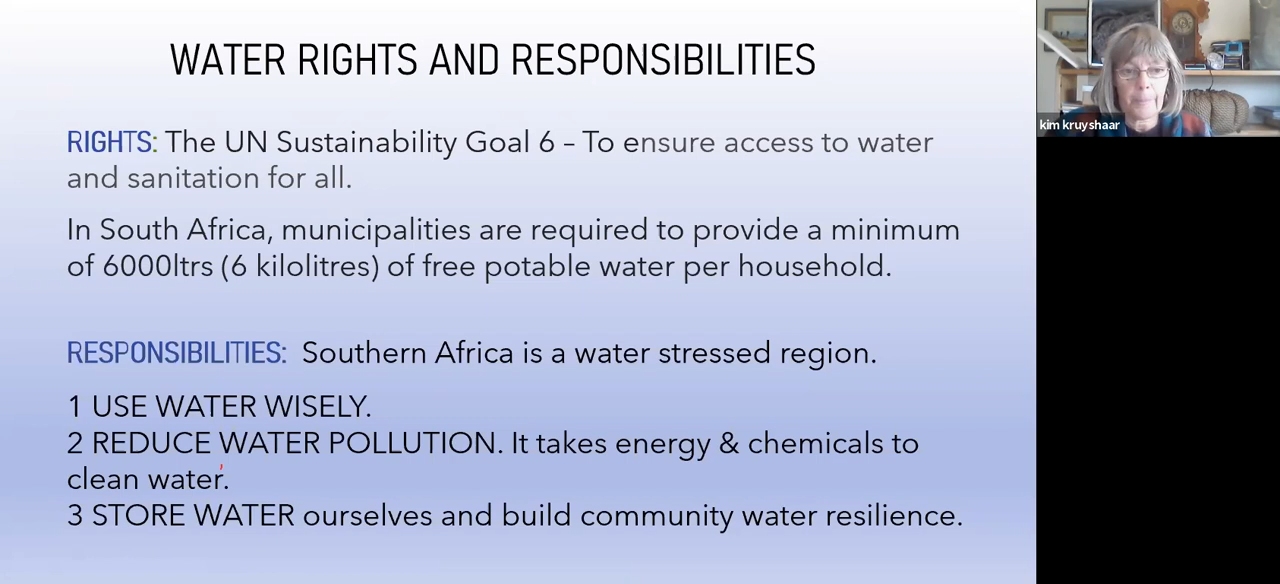 WATER RIGHTS AND RESPONSIBILITIES
RIGHTS: The UN Sustainability Goal 6 – To ensure access to water
and sanitation for all.
In South Africa, municipalities are required to provide a minimum
of 6000ltrs (6 kilolitres) of free potable water per household.
RESPONSIBILITIES: Southern Africa is a water stressed region.
1 USE WATER WISELY.
2 REDUCE WATER POLLUTION. It takes energy & chemicals to
clean water.
3 STORE WATER ourselves and build community water resilience.
kim kruyshaar